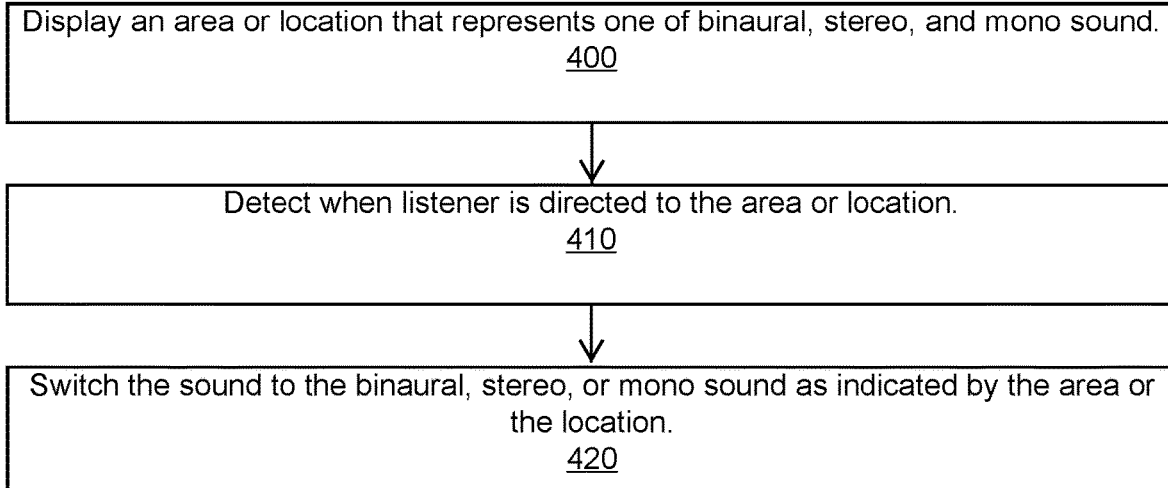 Display an area or location that represents one of binaural, stereo, and mono sound.
400
Detect when listener is directed to the area or location.
410
Switch the sound to the binaural, stereo, or mono sound as indicated by the area or
the location.
420